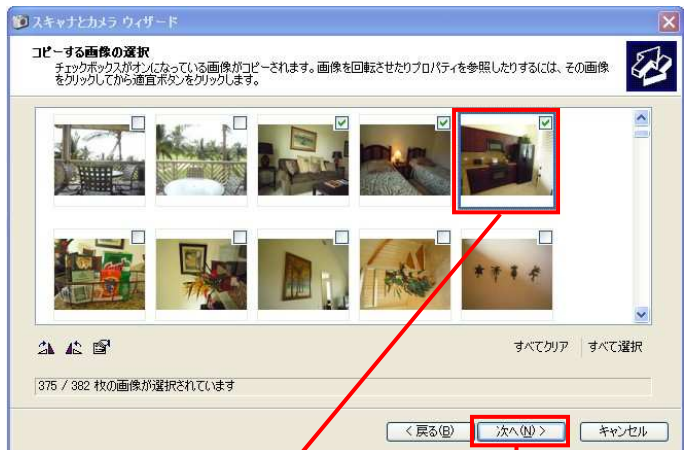 スキャナとカメラ ウィザード
コピーする画像の選択
チェックボックスがオンになっている画像がコピーされます。画像を回転させたりプロパティを参照したりするには、その画像
をクリックしてから適宜ボタンをクリックします。
すべてクリア すべて選択
375 / 382 枚の画像が選択されています
< 戻る(B) 次へ(N) > キャンセル